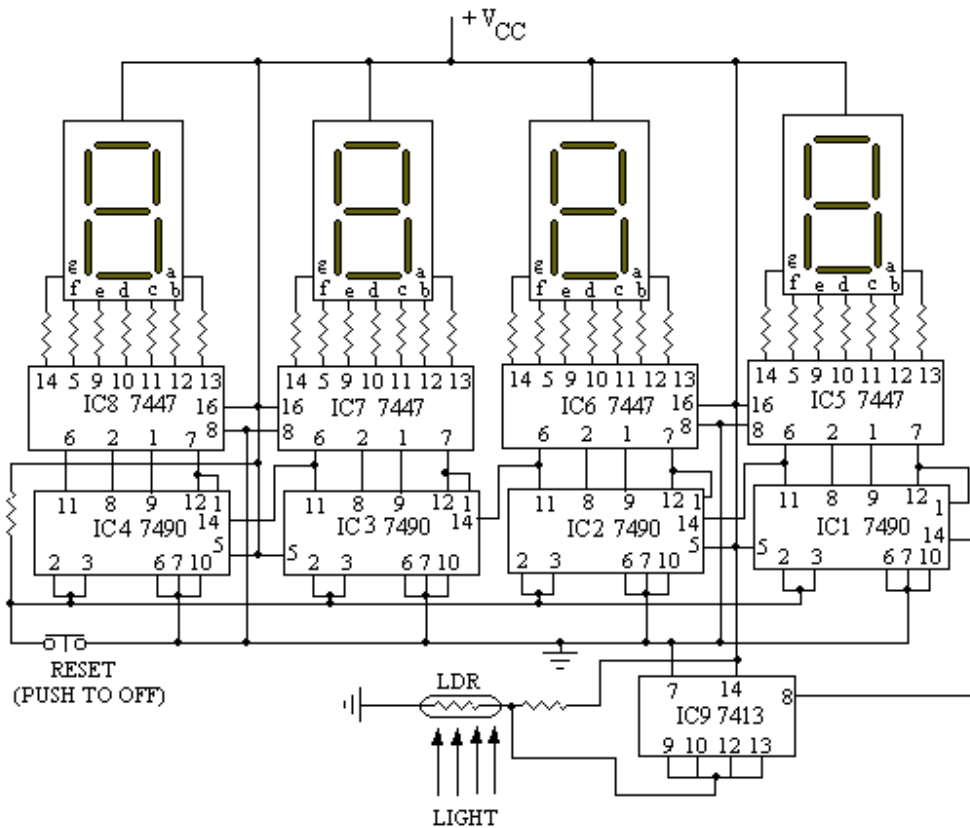 +V CC
g a g a g a g a
f e d c b f e d c b f e d c b f e d c b
14 5 9 10 11 12 13 14 5 9 10 11 12 13 14 5 9 10 11 12 13 14 5 9 10 11 12 13
IC8 7447 16 16 IC7 7447 IC6 7447 16 16 IC5 7447
8 8 8 8
6 2 1 7 6 2 1 7 6 2 1 7 6 2 1 7
11 8 9 12 1 11 8 9 12 1 11 8 9 12 1 11 8 9 12 1
IC4 7490 14 14 IC3 7490 14 IC2 7490 14 IC1 7490 14
5 5 5 5
2 3 6 7 10 2 3 6 7 10 2 3 6 7 10 2 3 6 7 10
RESET
(PUSH TO OFF)
LDR
7 14 8
IC9 7413
9 10 12 13
LIGHT